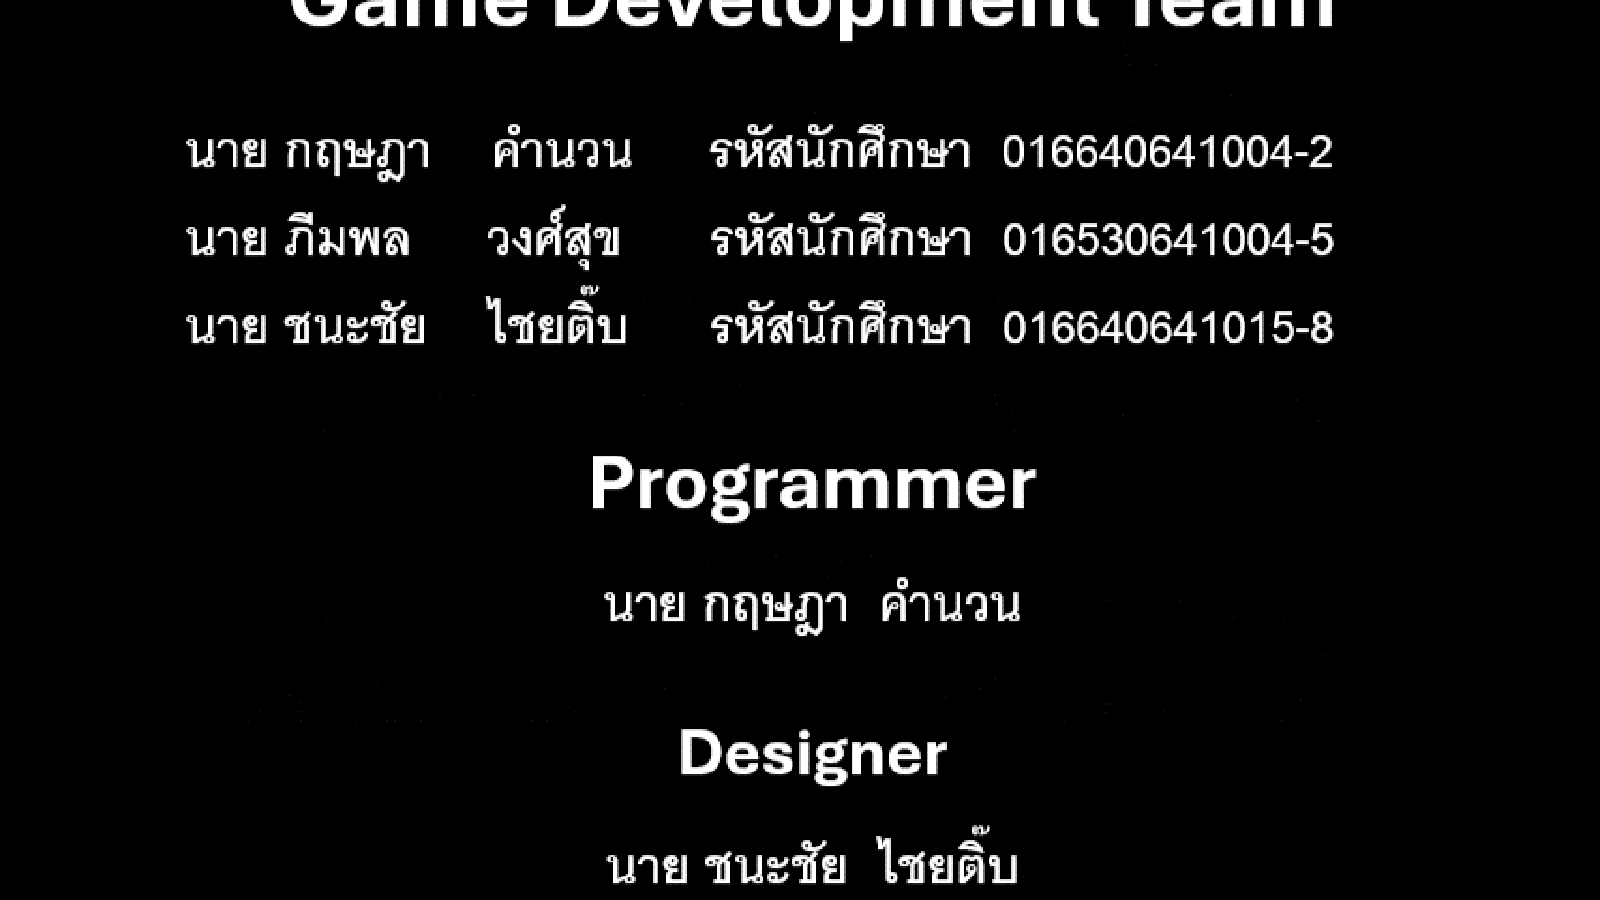 Game Development Team
นาย กฤษฎา คำนวน รหัสนักศึกษา 016640641004-2
นาย ภีมพล วงศ์สุข รหัสนักศึกษา 016530641004-5
นาย ชนะชัย ไชยติ๊บ รหัสนักศึกษา 016640641015-8
Programmer
นาย กฤษฎา คำนวน
Designer
นาย ชนะชัย ไชยติ๊บ